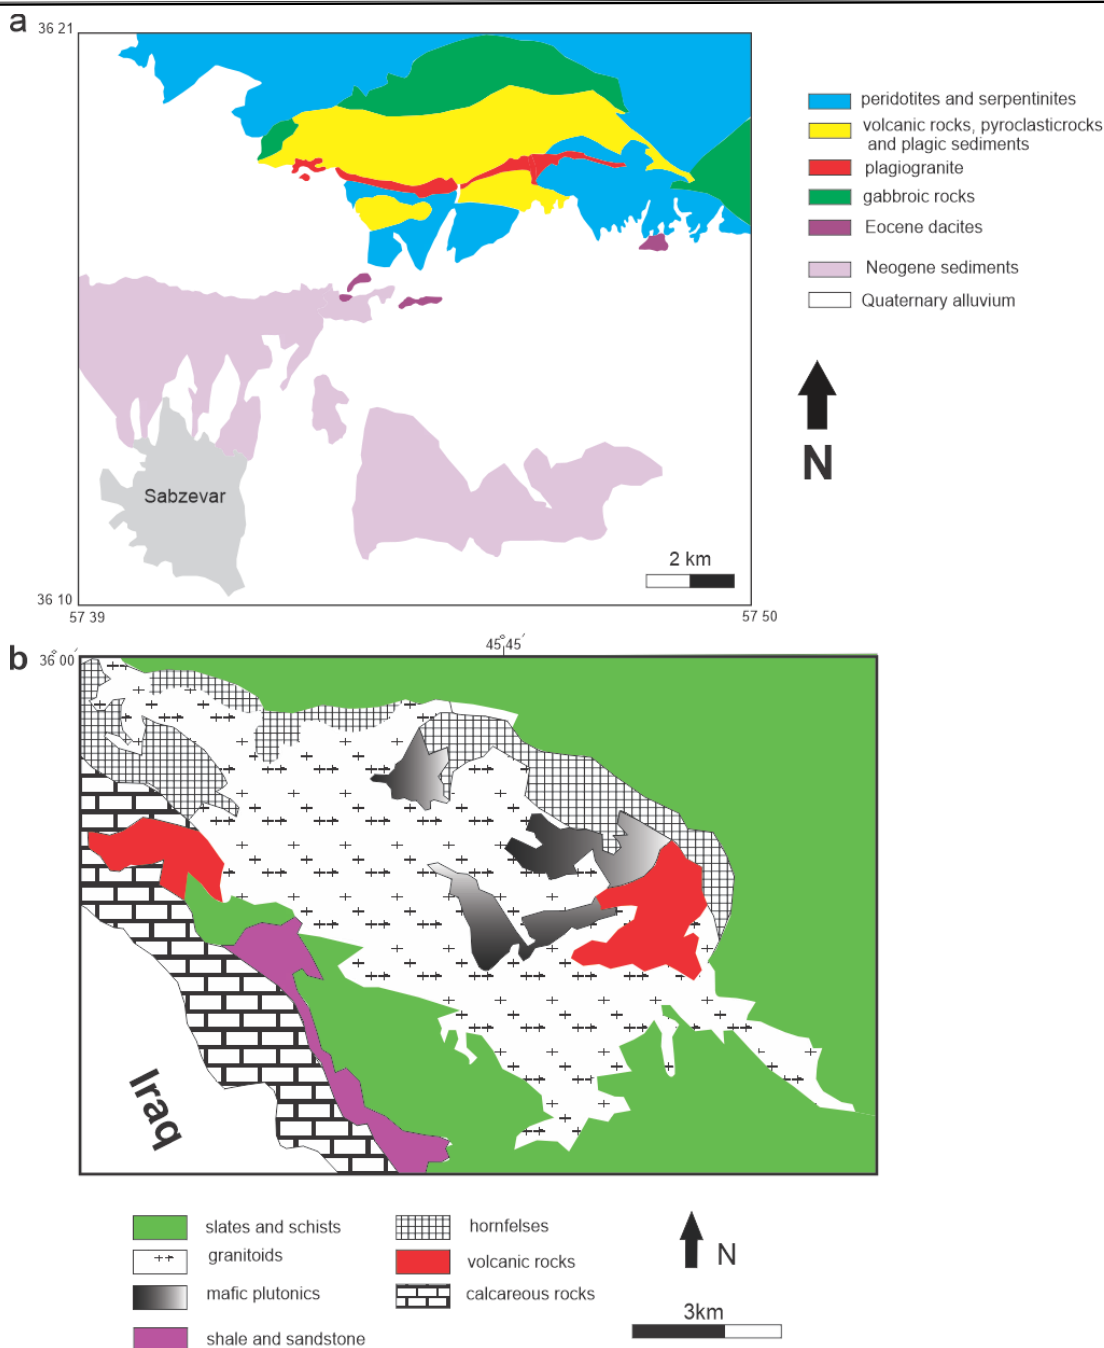 a
36 21
peridotites and serpentinites
volcanic rocks, pyroclasticrocks
and plagic sediments
plagiogranite
gabbroic rocks
Eocene dacites
Neogene sediments
Quaternary alluvium
N
Sabzevar
2 km
36 10
57 39
57 50
b
36° 00′
45°45′
Iraq
slates and schists
hornfelses
granitoids
volcanic rocks
mafic plutonics
calcareous rocks
shale and sandstone
N
3km